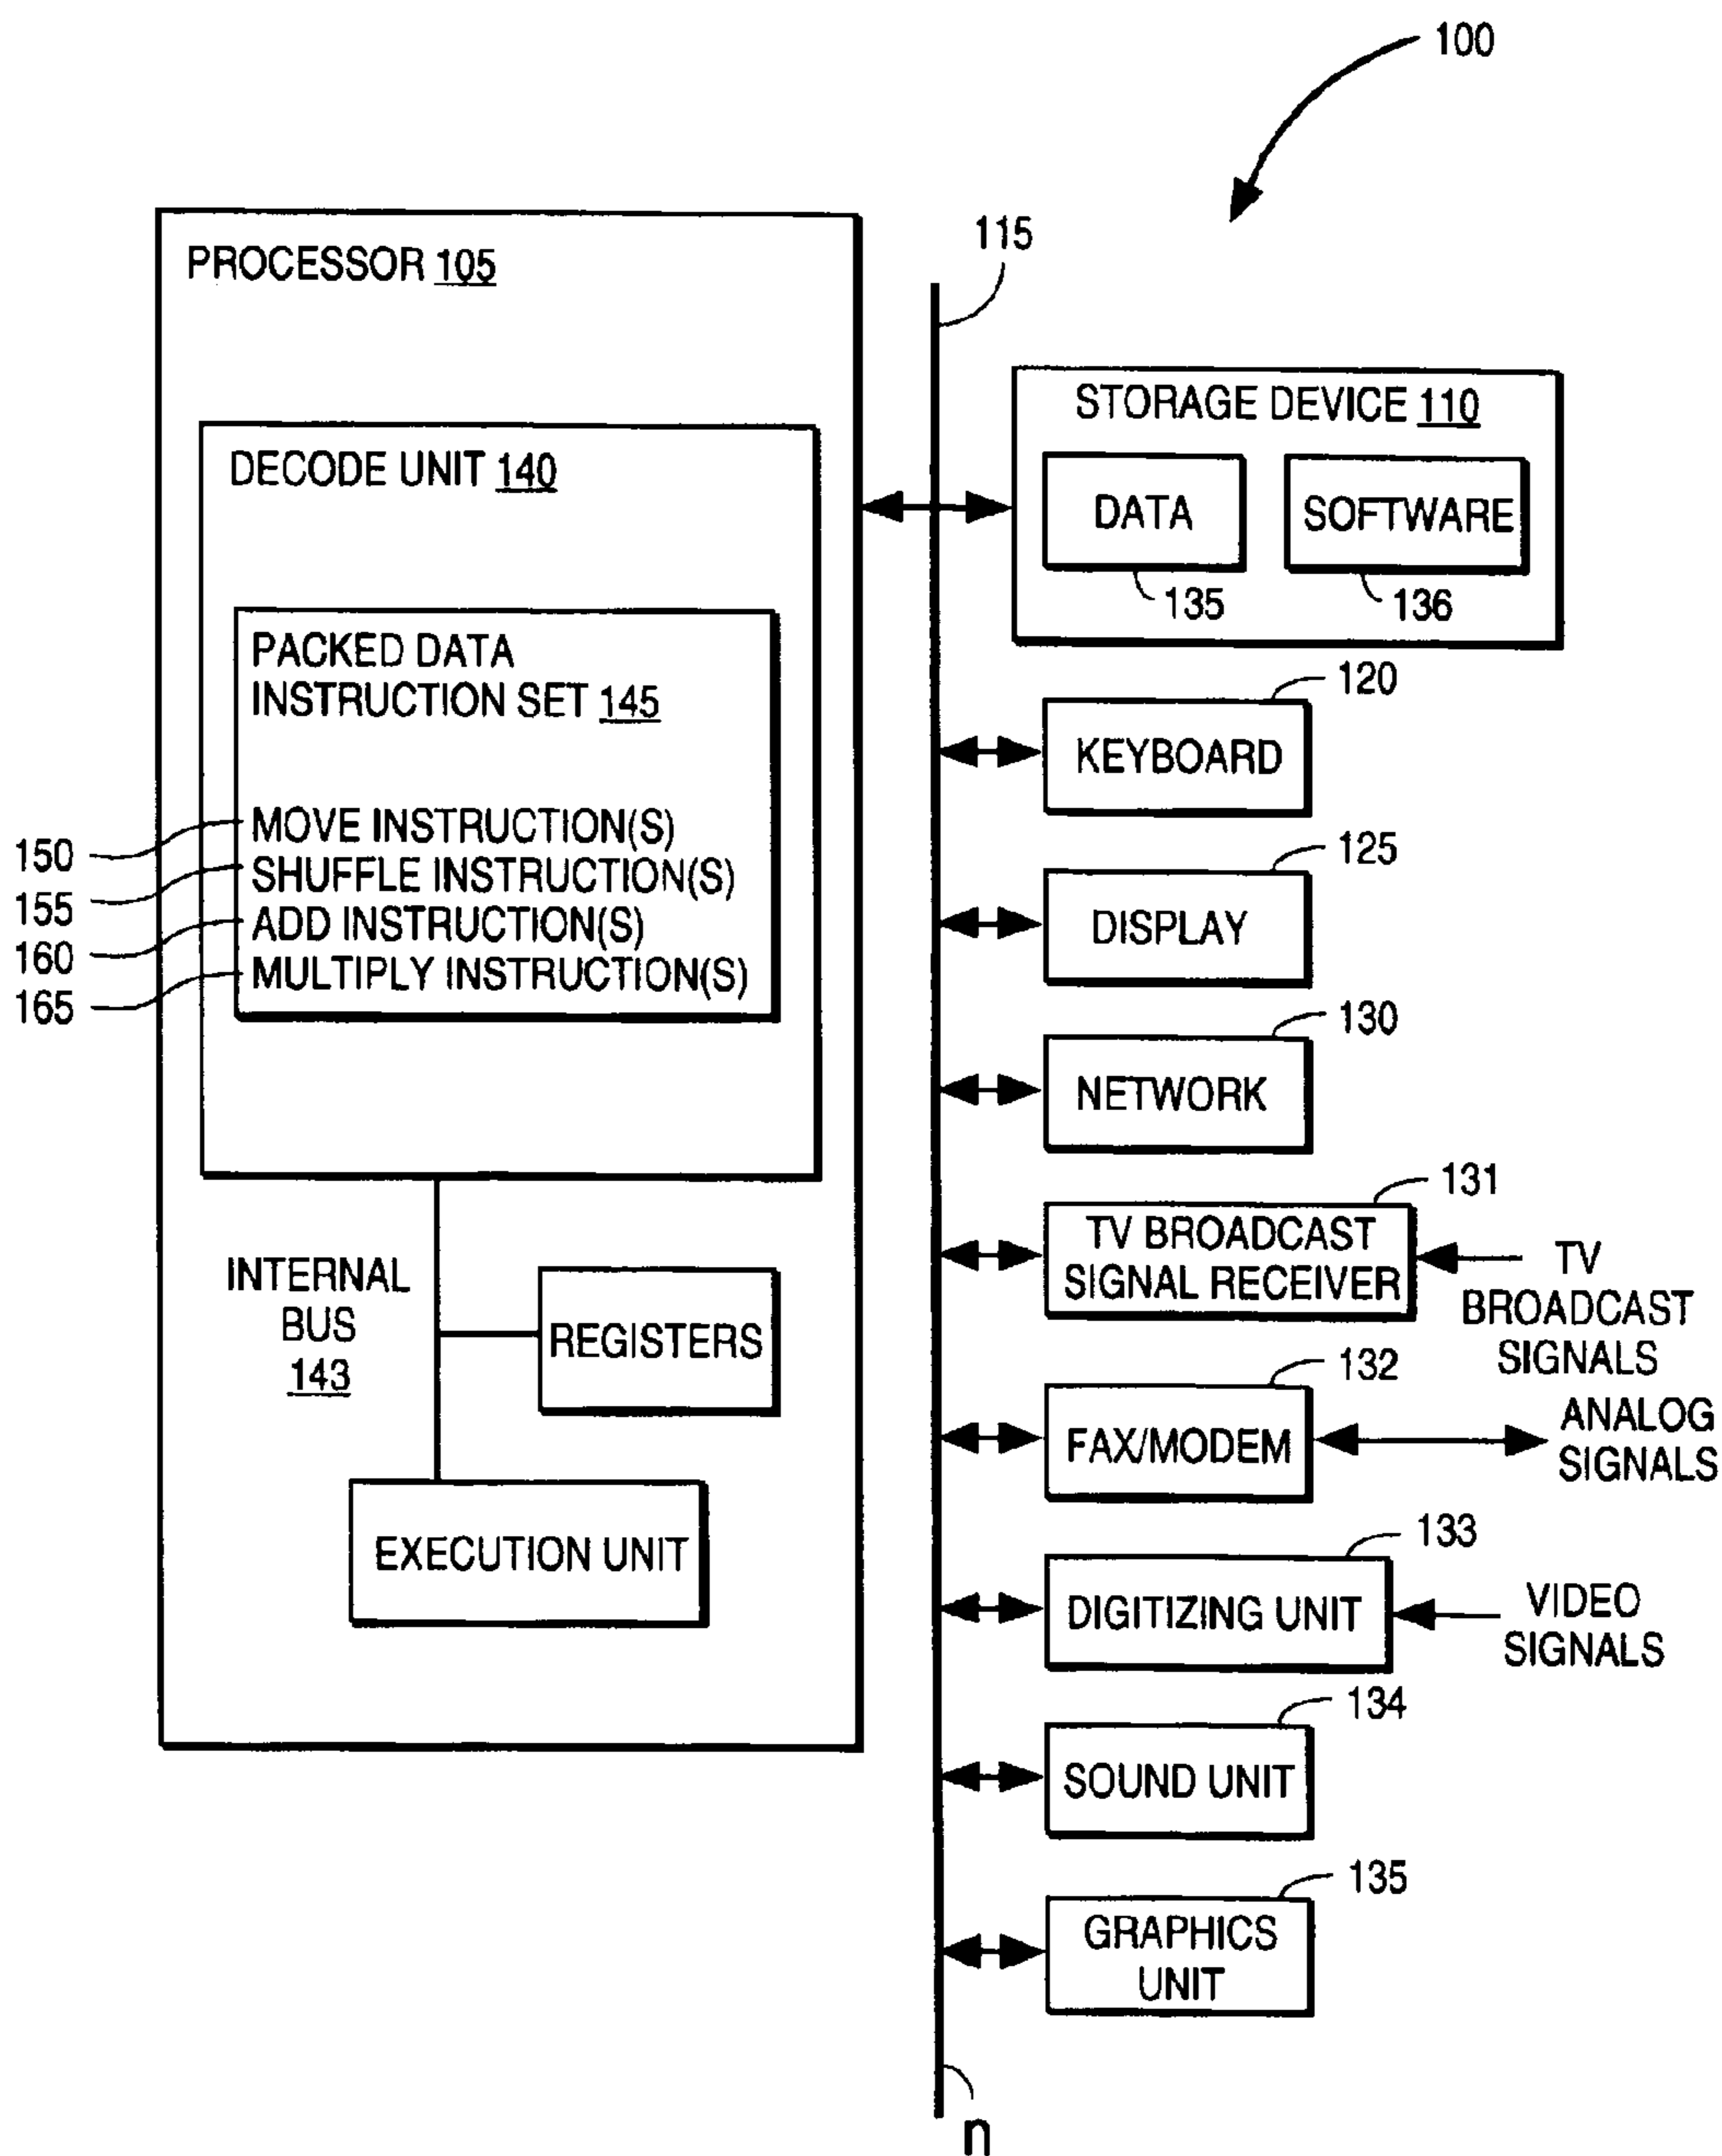 100
PROCESSOR 105
115
STORAGE DEVICE 110
DATA
SOFTWARE
135
136
DECODE UNIT 140
PACKED DATA
INSTRUCTION SET 145
MOVE INSTRUCTION(S)
SHUFFLE INSTRUCTION(S)
ADD INSTRUCTION(S)
MULTIPLY INSTRUCTION(S)
150
155
160
165
INTERNAL
BUS
143
REGISTERS
EXECUTION UNIT
120
KEYBOARD
125
DISPLAY
130
NETWORK
131
TV BROADCAST
SIGNAL RECEIVER
TV
BROADCAST
SIGNALS
132
FAX/MODEM
ANALOG
SIGNALS
133
DIGITIZING UNIT
VIDEO
SIGNALS
134
SOUND UNIT
135
GRAPHICS
UNIT
n